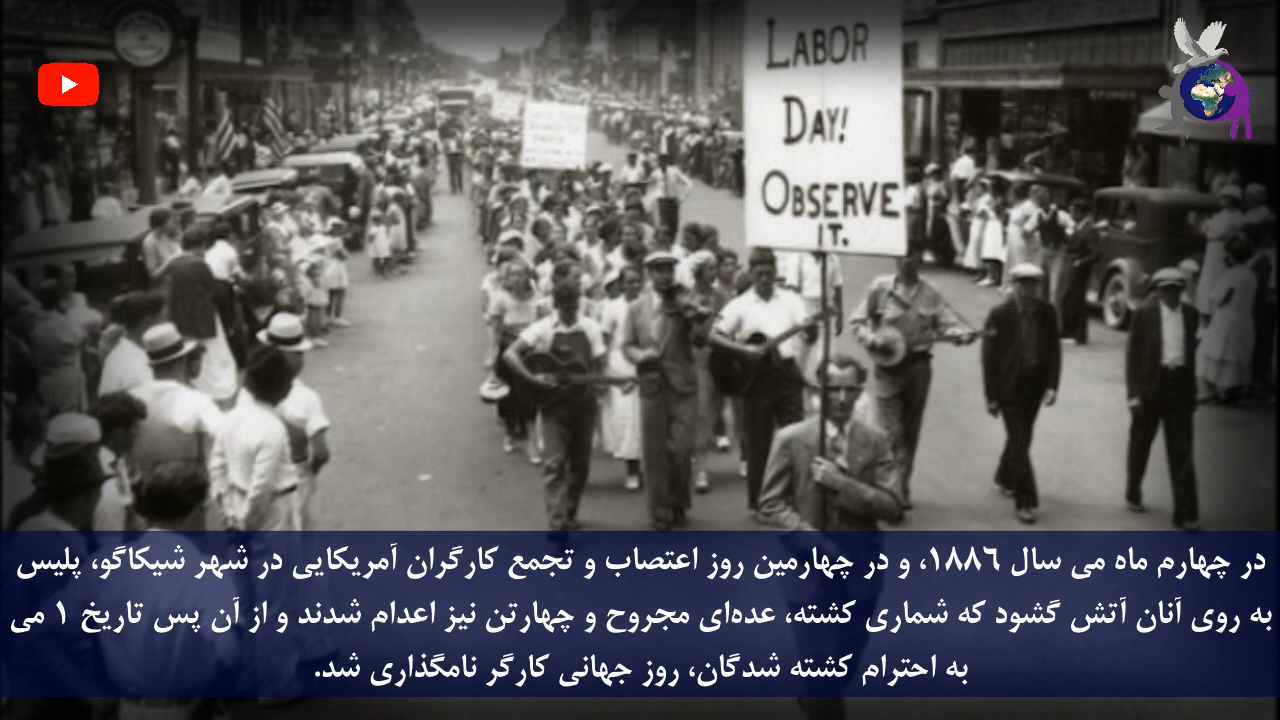 LABOR
DAY!
OBSERVE
IT.
در چهارم ماه می سال ۱۸۸٦، و در چهارمین روز اعتصاب و تجمع کارگران آمریکایی در شهر شیکاگو، پلیس
به روی آنان آتش گشود که شماری کشته، عده‌ای مجروح و چهارتن نیز اعدام شدند و از آن پس تاریخ ۱ می
به احترام کشته شدگان، روز جهانی کارگر نامگذاری شد.